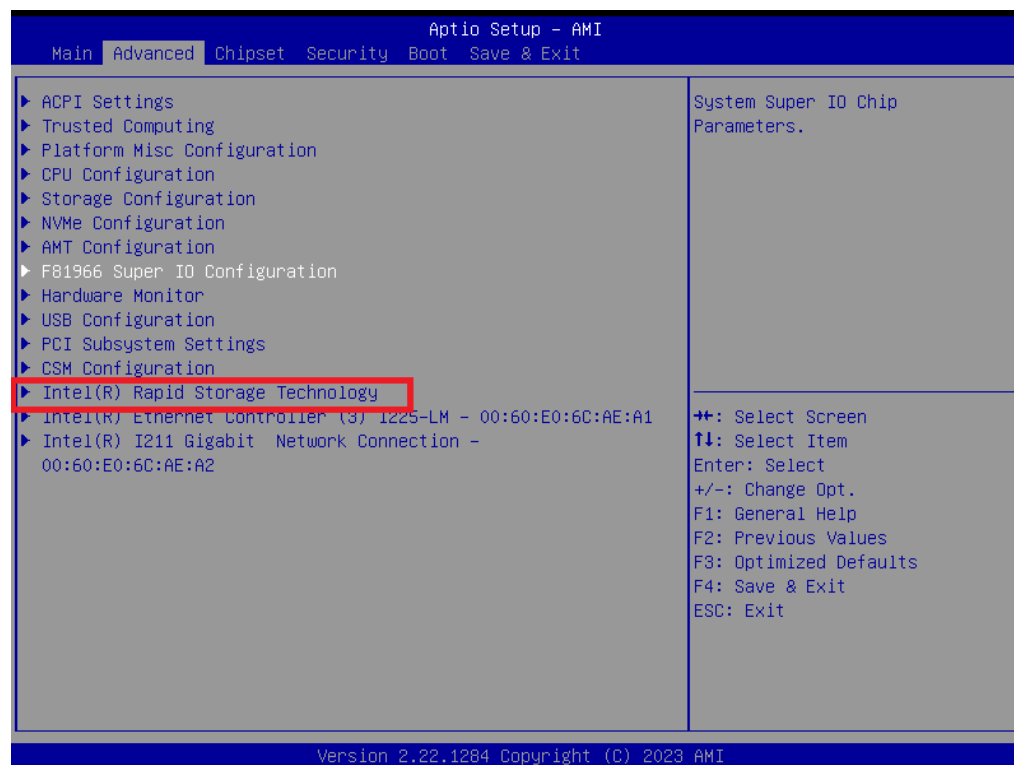 Aptio Setup – AMI
Main Advanced Chipset Security Boot Save & Exit
▶ ACPI Settings
▶ Trusted Computing
▶ Platform Misc Configuration
▶ CPU Configuration
▶ Storage Configuration
▶ NVMe Configuration
▶ AMT Configuration
▶ F81966 Super IO Configuration
▶ Hardware Monitor
▶ USB Configuration
▶ PCI Subsystem Settings
▶ CSM Configuration
▶ Intel(R) Rapid Storage Technology
▶ Intel(R) Ethernet Controller (3) I225-LM – 00:60:E0:6C:AE:A1
▶ Intel(R) I211 Gigabit  Network Connection –
00:60:E0:6C:AE:A2
System Super IO Chip
Parameters.
→←: Select Screen
↑↓: Select Item
Enter: Select
+/-: Change Opt.
F1: General Help
F2: Previous Values
F3: Optimized Defaults
F4: Save & Exit
ESC: Exit
Version 2.22.1284 Copyright (C) 2023 AMI